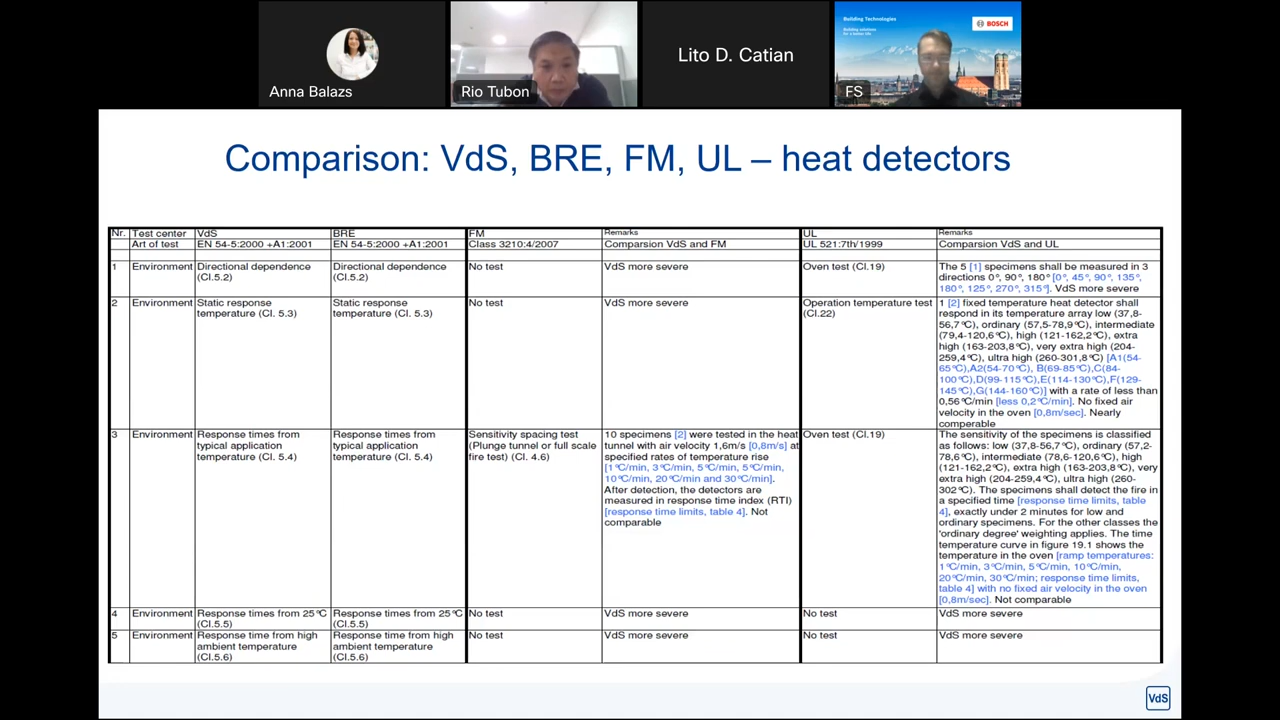 Building Technologies
Building solutions
for a better life
BOSCH
Lito D. Catian
Anna Balazs
Rio Tubon
FS
Comparison: VdS, BRE, FM, UL – heat detectors
Nr. Test center VdS BRE FM Remarks UL Remarks
Art of test EN 54-5:2000 +A1:2001 EN 54-5:2000 +A1:2001 Class 3210:4/2007 Comparsion VdS and FM UL 521:7th/1999 Comparsion VdS and UL
1 Environment Directional dependence Directional dependence No test VdS more severe Oven test (Cl.19) The 5 [1] specimens shall be measured in 3
(Cl.5.2) (Cl.5.2) directions 0°, 90°, 180° [0°, 45°, 90°, 135°,
180°, 125°, 270°, 315°]. VdS more severe
2 Environment Static response Static response No test VdS more severe Operation temperature test 1 [2] fixed temperature heat detector shall
temperature (Cl. 5.3) temperature (Cl. 5.3) (Cl.22) respond in its temperature array low (37,8-
56,7°C), ordinary (57,5-78,9°C), intermediate
(79,4-120,6°C), high (121-162,2°C), extra
high (163-203,8°C), very extra high (204-
259,4°C), ultra high (260-301,8°C) [A1(54-
65°C),A2(54-70°C), B(69-85°C),C(84-
100°C),D(99-115°C),E(114-130°C),F(129-
145°C),G(144-160°C)] with a rate of less than
0,56°C/min [less 0,2°C/min]. No fixed air
velocity in the oven [0,8m/sec]. Nearly
comperable
3 Environment Response times from Response times from Sensitivity spacing test 10 specimens [2] were tested in the heat Oven test (Cl.19) The sensitivity of the specimens is classified
typical application typical application (Plunge tunnel or full scale tunnel with air velocity 1,6m/s [0,8m/s] at as follows: low (37,8-56,7°C), ordinary (57,2-
temperature (Cl. 5.4) temperature (Cl. 5.4) fire test) (Cl. 4.6) specified rates of temperature rise 78,6°C), intermediate (78,6-120,6°C), high
[1°C/min, 3°C/min, 5°C/min, 5°C/min, (121-162,2°C), extra high (163-203,8°C), very
10°C/min, 20°C/min and 30°C/min]. extra high (204-259,4°C), ultra high (260-
After detection, the detectors are 302°C). The specimens shall detect the fire in
measured in response time index (RTI) a specified time [response time limits, table
[response time limits, table 4]. Not 4], exactly under 2 minutes for low and
comparable ordinary specimens. For the other classes the
'ordinary degree' weighting applies. The time
temperature curve in figure 19.1 shows the
temperature in the oven [ramp temperatures:
1°C/min, 3°C/min, 5°C/min, 10°C/min,
20°C/min, 30°C/min; response time limits,
table 4] with no fixed air velocity in the oven
[0,8m/sec]. Not comparable
4 Environment Response times from 25°C Response times from 25°C No test VdS more severe No test VdS more severe
(Cl.5.5) (Cl.5.5)
5 Environment Response time from high Response time from high No test VdS more severe No test VdS more severe
ambient temperature ambient temperature
(Cl.5.6) (Cl.5.6)
VdS